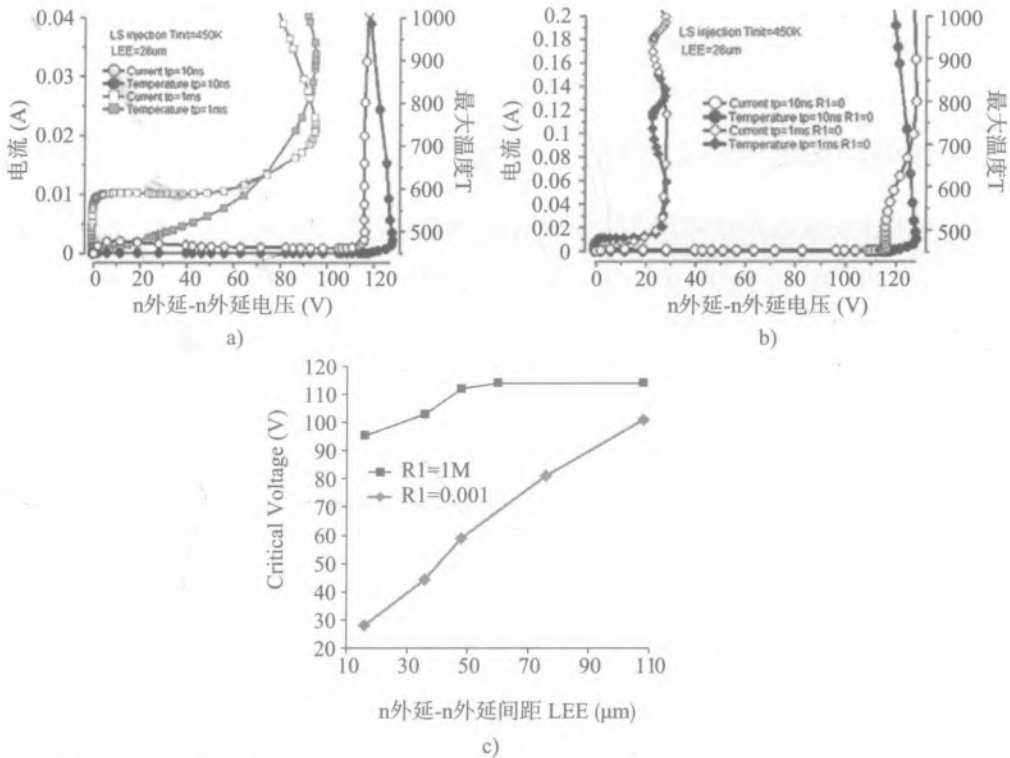 0.04
0.03
0.02
0.01
0
电流 (A)
LS injection Tinit=450K
LEE=26um
Current tp=10ns
Temperature tp=10ns
Current tp=1ms
Temperature tp=1ms
1000
900
800
700
600
500
最大温度T
0 20 40 60 80 100 120
n外延-n外延电压 (V)
a)
0.2
0.18
0.16
0.14
0.12
0.1
0.08
0.06
0.04
0.02
0
电流 (A)
LS injection Tinit=450K
LEE=26um
Current tp=10ns R1=0
Temperature tp=10ns R1=0
Current tp=1ms R1=0
Temperature tp=1ms R1=0
1000
900
800
700
600
500
最大温度T
0 20 40 60 80 100 120
n外延-n外延电压 (V)
b)
120
110
100
90
80
70
60
50
40
30
20
Critical Voltage (V)
R1=1M
R1=0.001
10 30 50 70 90 110
n外延-n外延间距 LEE (μm)
c)